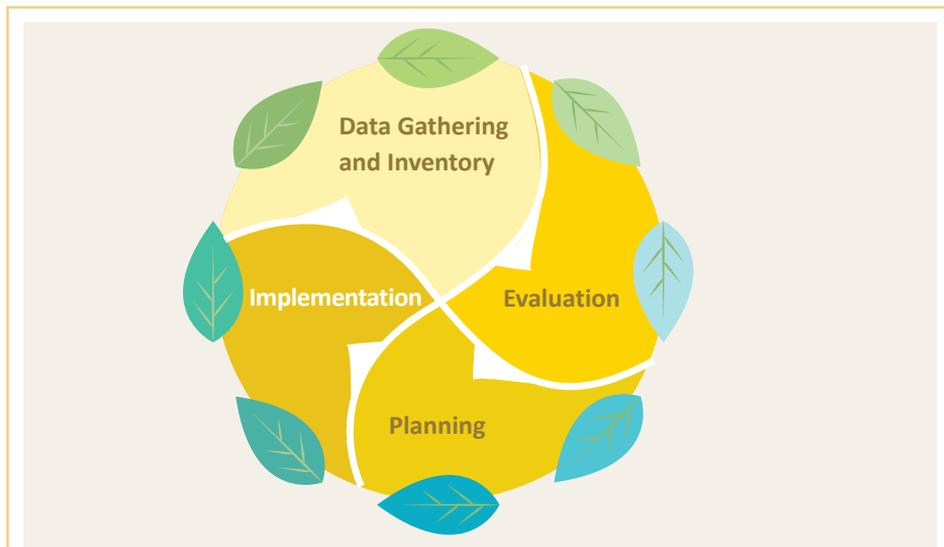 Data Gathering
and Inventory
Implementation
Evaluation
Planning